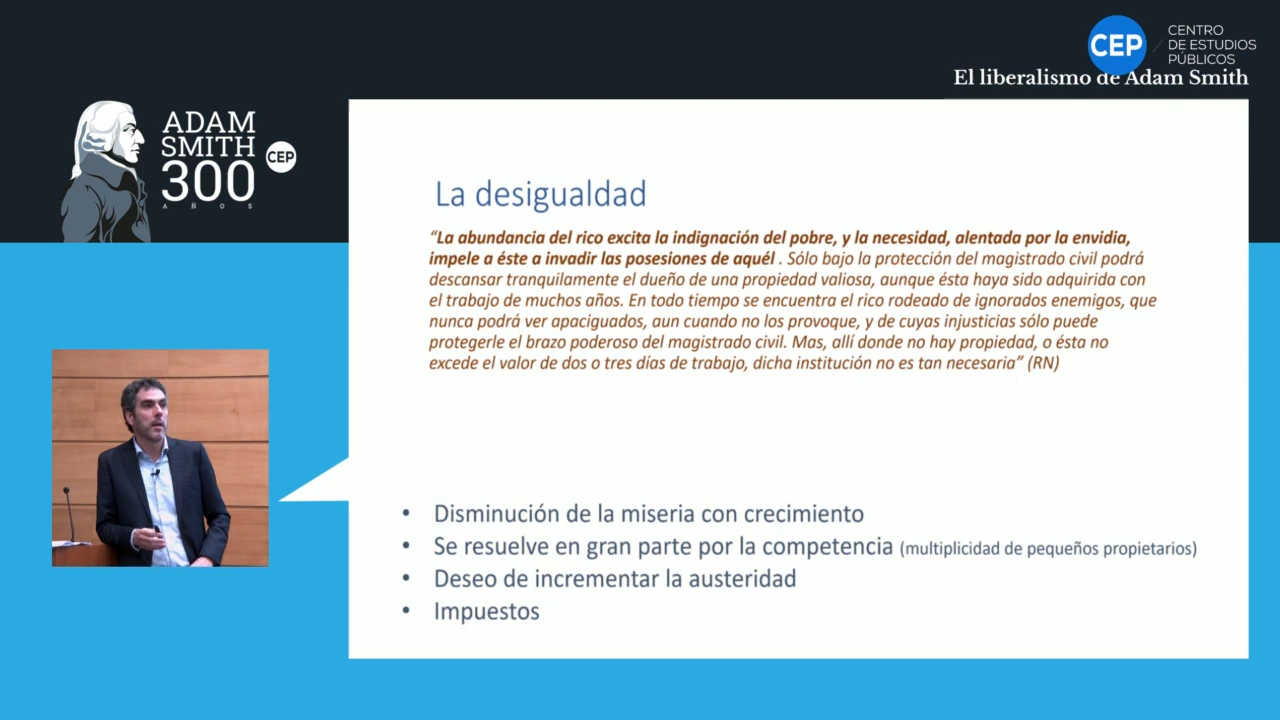 CEP
CENTRO
DE ESTUDIOS
PÚBLICOS
El liberalismo de Adam Smith
ADAM
SMITH
300
AÑOS
CEP
La desigualdad
“La abundancia del rico excita la indignación del pobre, y la necesidad, alentada por la envidia,
impele a éste a invadir las posesiones de aquél . Sólo bajo la protección del magistrado civil podrá
descansar tranquilamente el dueño de una propiedad valiosa, aunque ésta haya sido adquirida con
el trabajo de muchos años. En todo tiempo se encuentra el rico rodeado de ignorados enemigos, que
nunca podrá ver apaciguados, aun cuando no los provoque, y de cuyas injusticias sólo puede
protegerle el brazo poderoso del magistrado civil. Mas, allí donde no hay propiedad, o ésta no
excede el valor de dos o tres días de trabajo, dicha institución no es tan necesaria” (RN)
• Disminución de la miseria con crecimiento
• Se resuelve en gran parte por la competencia (multiplicidad de pequeños propietarios)
• Deseo de incrementar la austeridad
• Impuestos